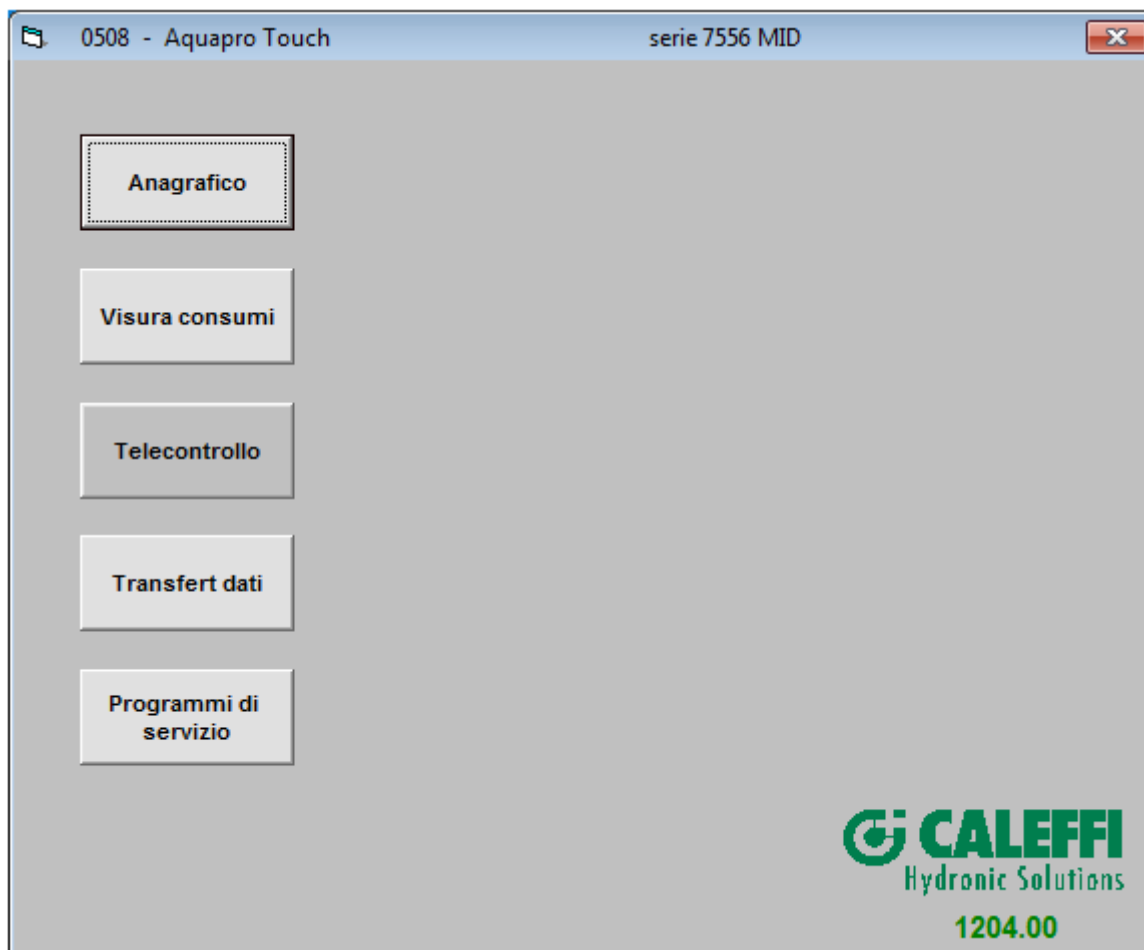 0508 - Aquapro Touch serie 7556 MID
Anagrafico
Visura consumi
Telecontrollo
Transfert dati
Programmi di
servizio
CALEFFI
Hydronic Solutions
1204.00